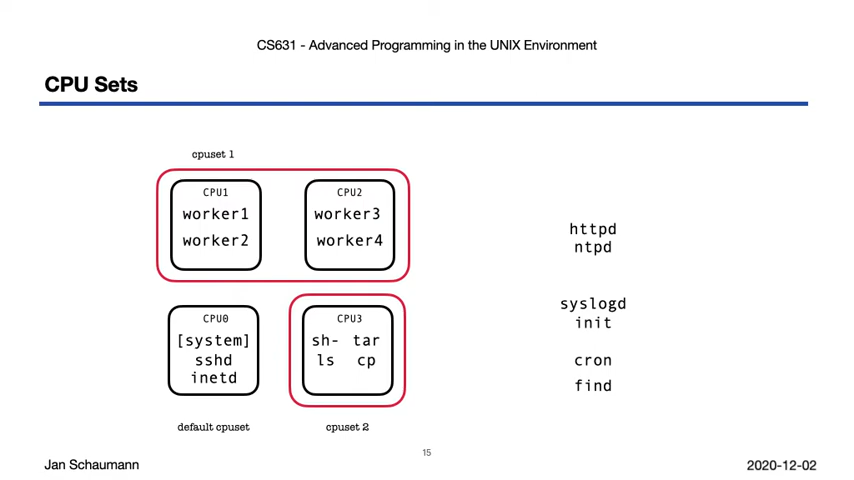 CS631 - Advanced Programming in the UNIX Environment
CPU Sets
cpuset 1
CPU1
worker1
worker2
CPU2
worker3
worker4
CPU0
[system]
sshd
inetd
default cpuset
CPU3
sh- tar
ls cp
cpuset 2
httpd
ntpd
syslogd
init
cron
find
15
Jan Schaumann
2020-12-02